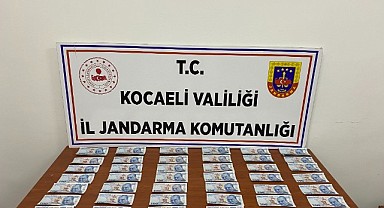 T.C.
KOCAELİ VALİLİĞİ
İL JANDARMA KOMUTANLIĞI